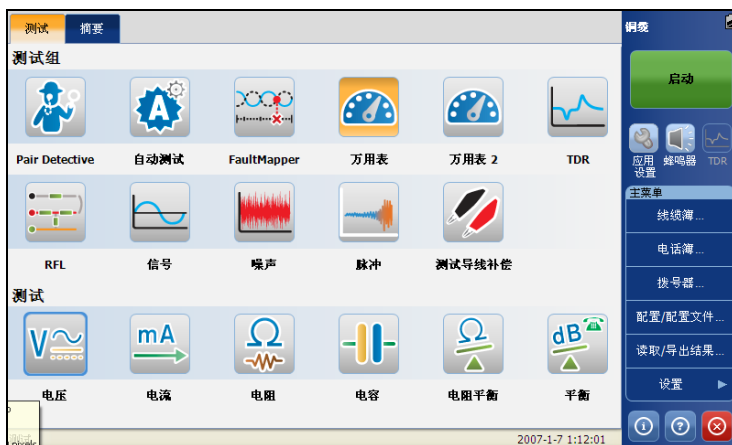 测试 摘要
测试组
Pair Detective 自动测试 FaultMapper 万用表 万用表 2 TDR
RFL 信号 噪声 脉冲 测试导线补偿
测试
V mA Ω Ω dB
电压 电流 电阻 电容 电阻平衡 平衡
2007-1-7 1:12:01
铜缆
启动
应用设置 蜂鸣器 TDR
主菜单
线缆簿...
电话簿...
拨号器...
配置/配置文件...
读取/导出结果...
设置